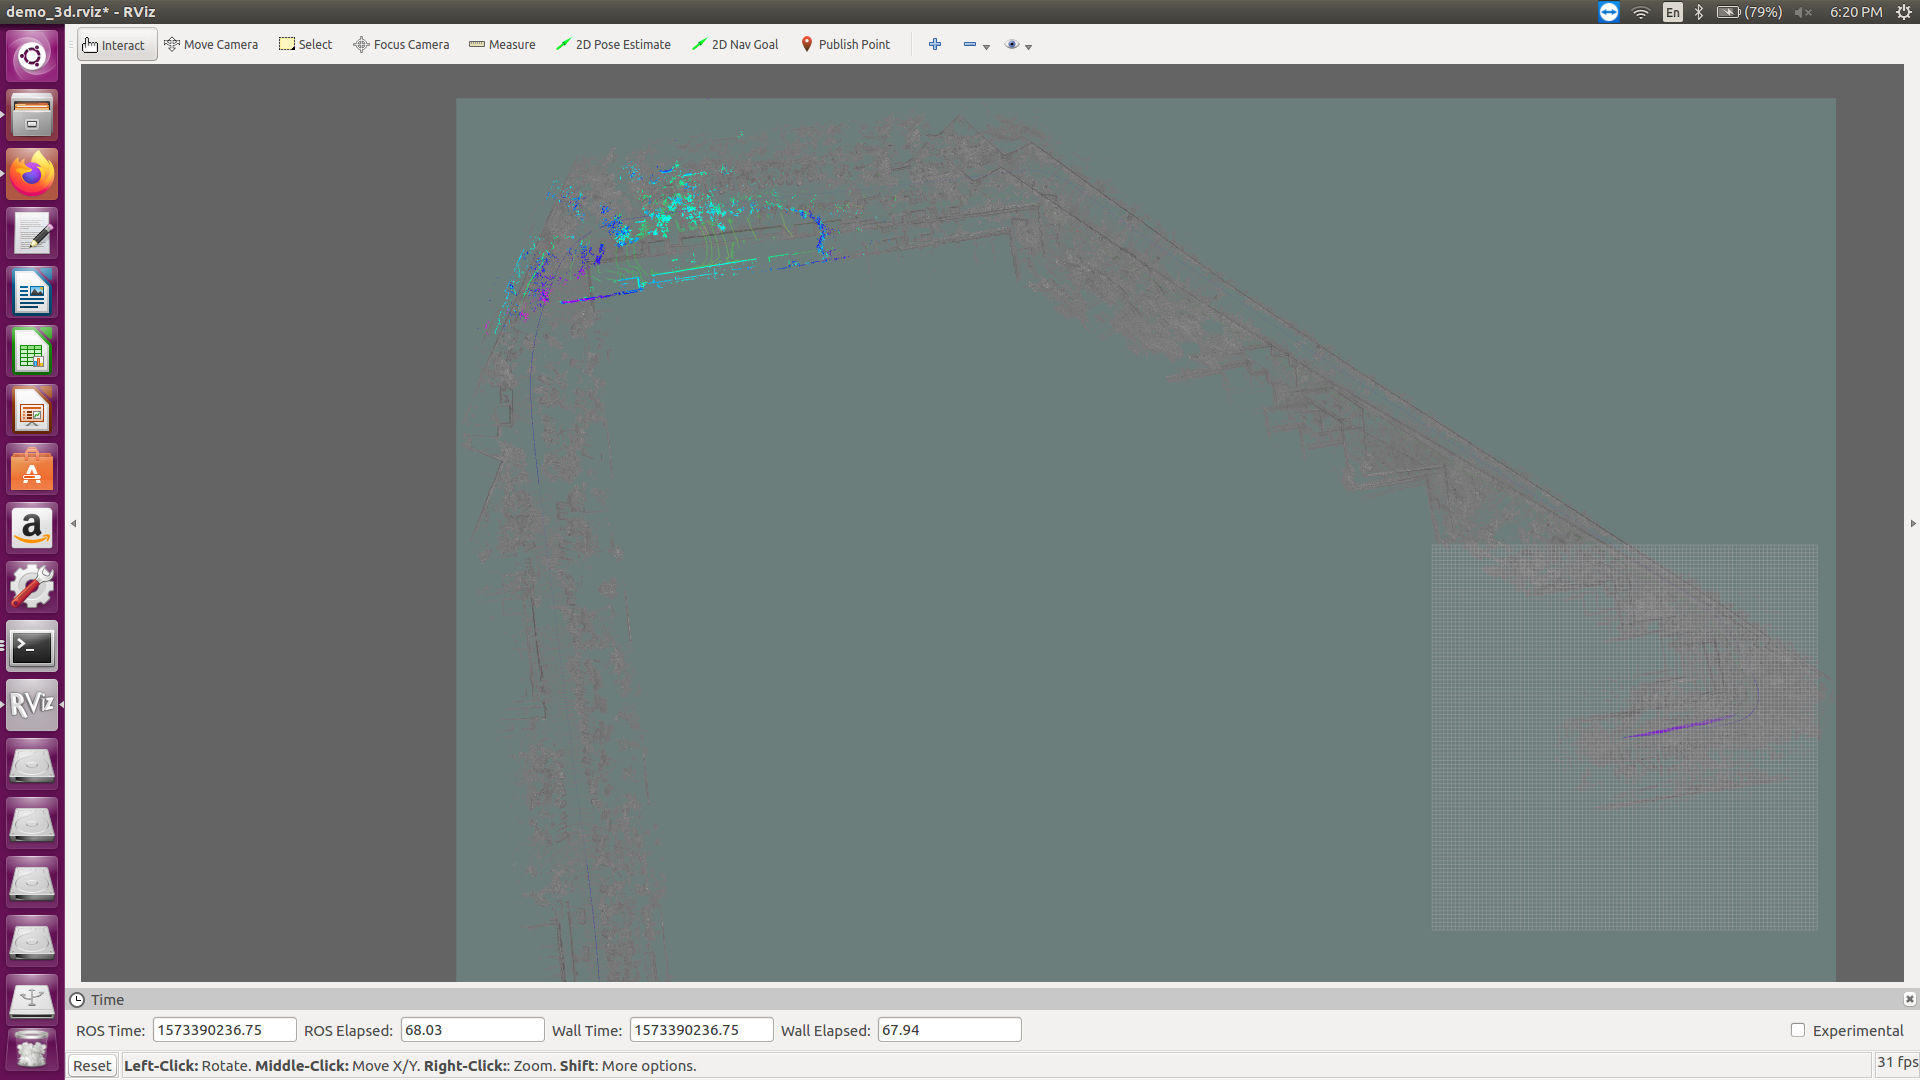 demo_3d.rviz* - RViz
En
(79%)
6:20 PM
Interact
Move Camera
Select
Focus Camera
Measure
2D Pose Estimate
2D Nav Goal
Publish Point
A
a
>_
RViz
Time
ROS Time: 1573390236.75 ROS Elapsed: 68.03 Wall Time: 1573390236.75 Wall Elapsed: 67.94 Experimental
Reset Left-Click: Rotate. Middle-Click: Move X/Y. Right-Click:: Zoom. Shift: More options. 31 fps